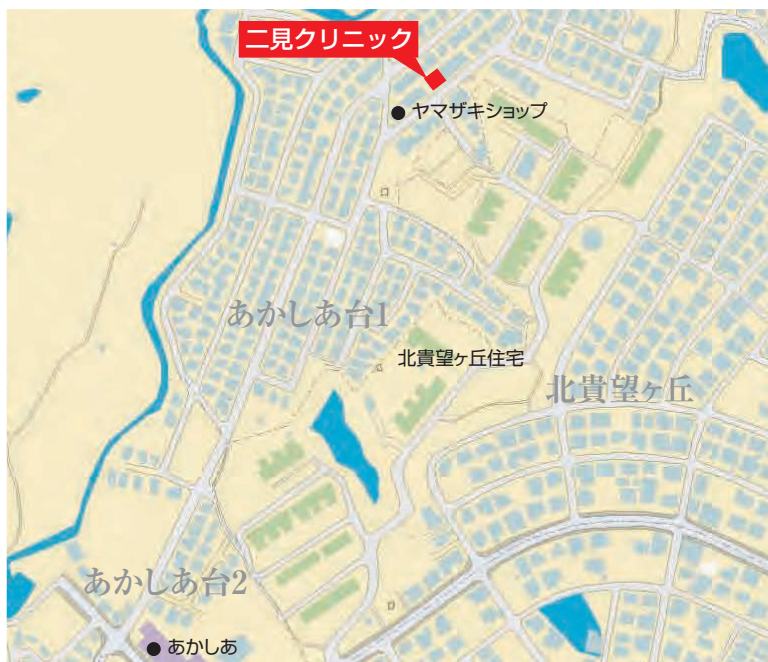 二見クリニック
ヤマザキショップ
あかしあ台1
北貴望ヶ丘住宅
北貴望ヶ丘
あかしあ台2
あかしあ